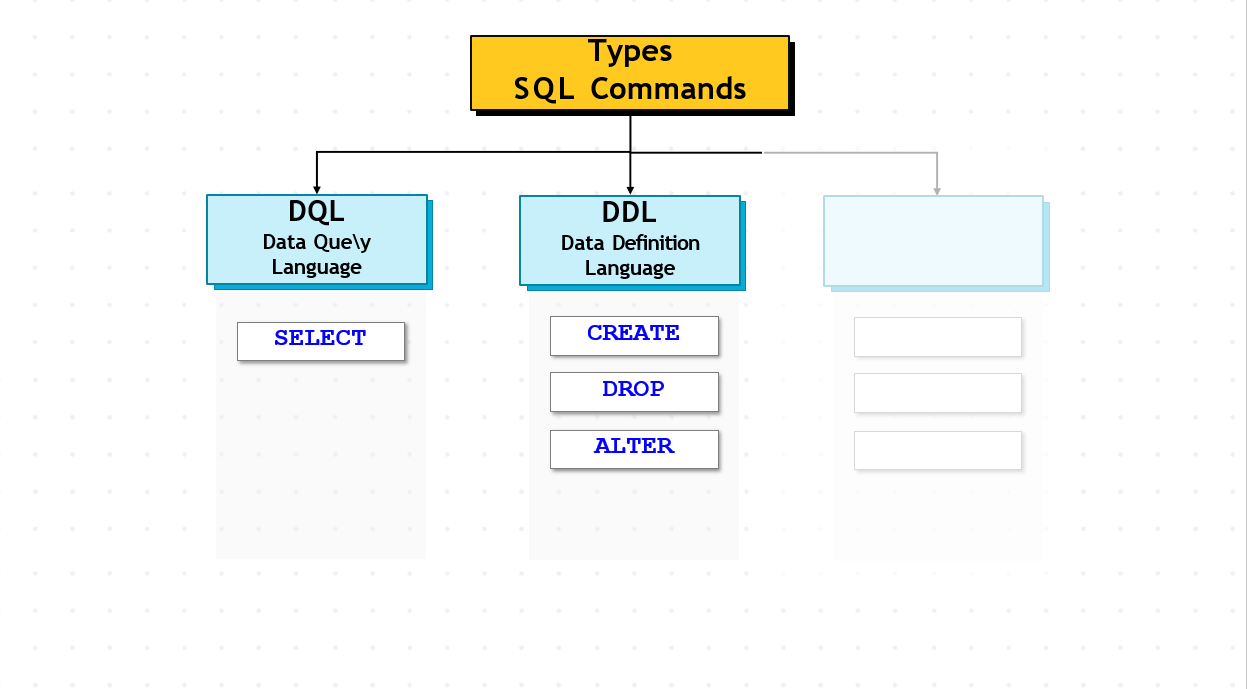 Types
SQL Commands
DQL
Data Que\y
Language
SELECT
DDL
Data Definition
Language
CREATE
DROP
ALTER